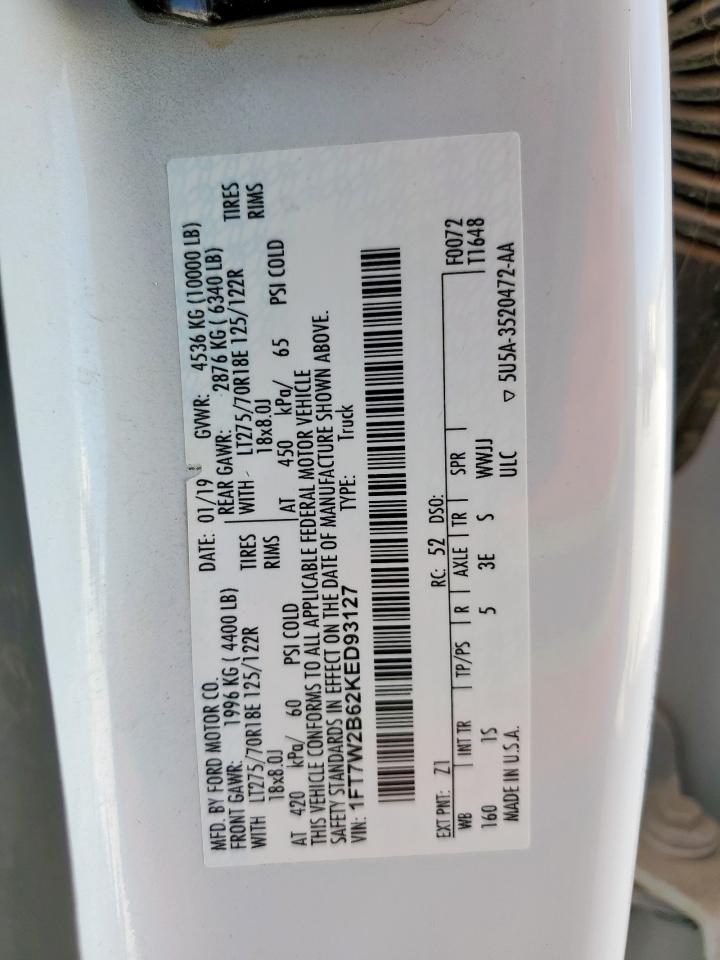 MFD. BY FORD MOTOR CO. DATE: 01/19 GVWR: 4536 KG (10000 LB)
FRONT GAWR: 1996 KG ( 4400 LB) REAR GAWR: 2876 KG ( 6340 LB)
WITH LT275/70R18E 125/122R TIRES WITH LT275/70R18E 125/122R TIRES
18x8.0J RIMS 18x8.0J RIMS
AT 420 kPa/ 60 PSI COLD AT 450 kPa/ 65 PSI COLD
THIS VEHICLE CONFORMS TO ALL APPLICABLE FEDERAL MOTOR VEHICLE
SAFETY STANDARDS IN EFFECT ON THE DATE OF MANUFACTURE SHOWN ABOVE.
VIN: 1FT7W2B62KED93127 TYPE: Truck
EXT PNT: Z1 RC: 52 DSO: F0072
WB INT TR TP/PS R AXLE TR SPR T1648
160 1S 5 3E S WWJJ
ULC
MADE IN U.S.A. ▽ 5U5A-3520472-AA